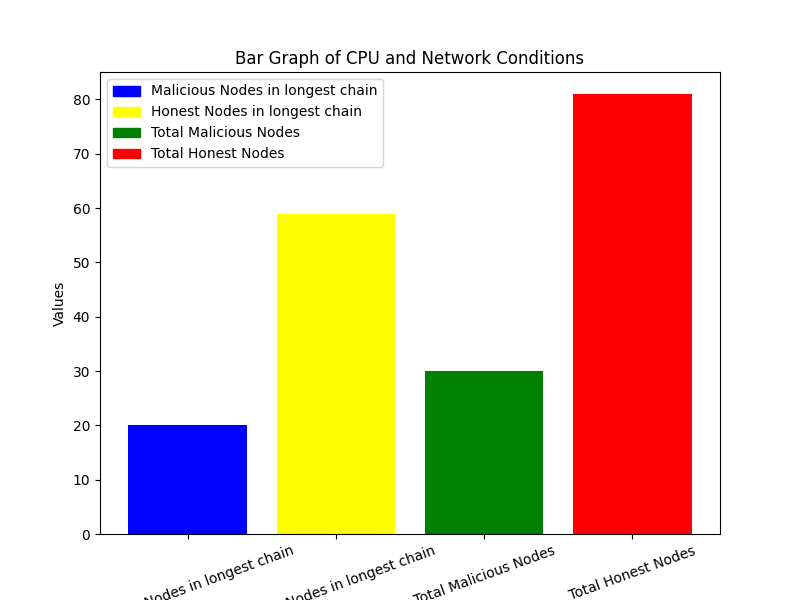 Bar Graph of CPU and Network Conditions
Malicious Nodes in longest chain
Honest Nodes in longest chain
Total Malicious Nodes
Total Honest Nodes
Values
80
70
60
50
40
30
20
10
0
Nodes in longest chain
Nodes in longest chain
Total Malicious Nodes
Total Honest Nodes